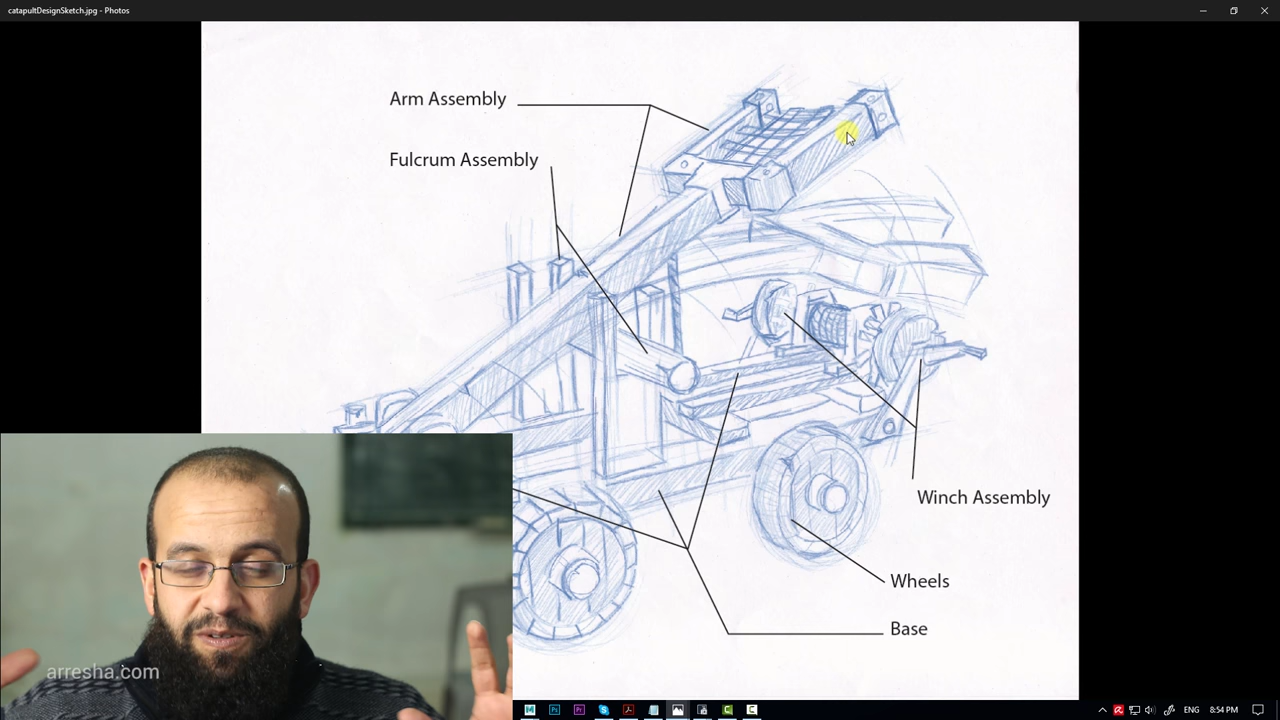 catapultDesignSketch.jpg - Photos
Arm Assembly
Fulcrum Assembly
Winch Assembly
Wheels
Base
arresha.com
ENG
8:54 PM